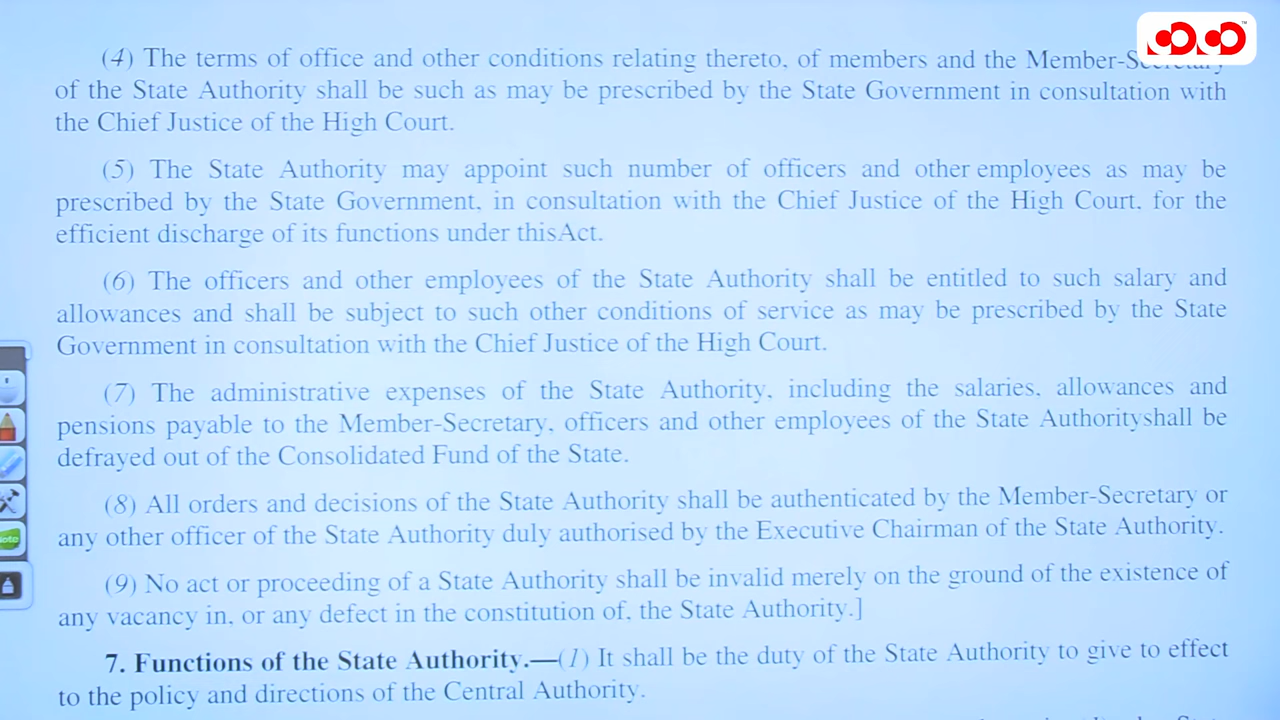 (4) The terms of office and other conditions relating thereto, of members and the Member-Secretary
of the State Authority shall be such as may be prescribed by the State Government in consultation with
the Chief Justice of the High Court.
(5) The State Authority may appoint such number of officers and other employees as may be
prescribed by the State Government, in consultation with the Chief Justice of the High Court, for the
efficient discharge of its functions under thisAct.
(6) The officers and other employees of the State Authority shall be entitled to such salary and
allowances and shall be subject to such other conditions of service as may be prescribed by the State
Government in consultation with the Chief Justice of the High Court.
(7) The administrative expenses of the State Authority, including the salaries, allowances and
pensions payable to the Member-Secretary, officers and other employees of the State Authorityshall be
defrayed out of the Consolidated Fund of the State.
(8) All orders and decisions of the State Authority shall be authenticated by the Member-Secretary or
any other officer of the State Authority duly authorised by the Executive Chairman of the State Authority.
(9) No act or proceeding of a State Authority shall be invalid merely on the ground of the existence of
any vacancy in, or any defect in the constitution of, the State Authority.]
7. Functions of the State Authority.—(1) It shall be the duty of the State Authority to give to effect
to the policy and directions of the Central Authority.